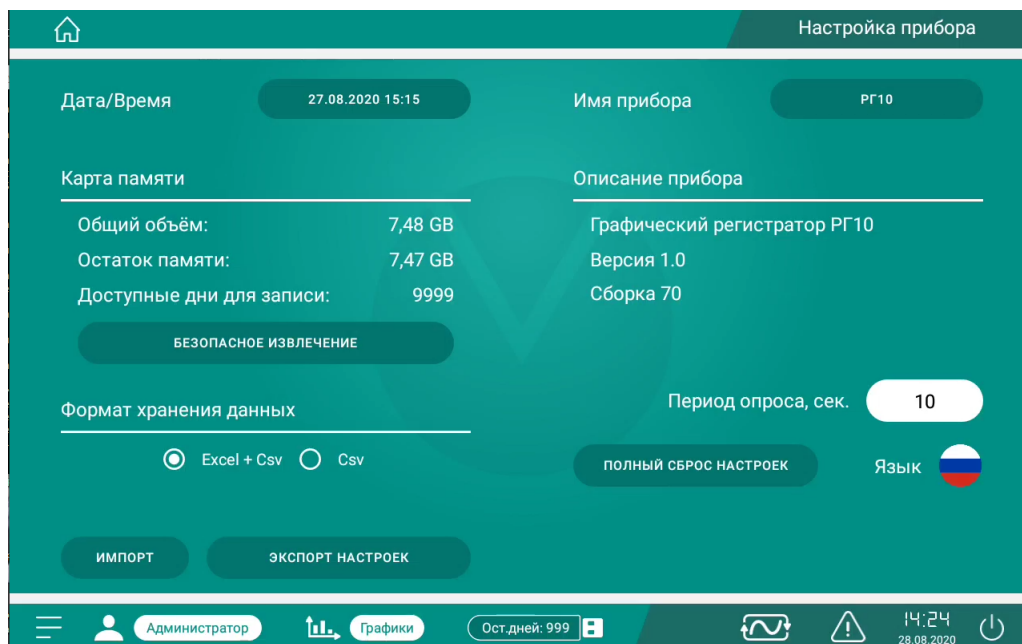 Настройка прибора
Дата/Время
27.08.2020 15:15
Имя прибора
РГ10
Карта памяти
Общий объём: 7,48 GB
Остаток памяти: 7,47 GB
Доступные дни для записи: 9999
БЕЗОПАСНОЕ ИЗВЛЕЧЕНИЕ
Описание прибора
Графический регистратор РГ10
Версия 1.0
Сборка 70
Формат хранения данных
Excel + Csv Csv
Период опроса, сек. 10
ПОЛНЫЙ СБРОС НАСТРОЕК
Язык
ИМПОРТ
ЭКСПОРТ НАСТРОЕК
Администратор
Графики
Ост.дней: 999
14:24
28.08.2020